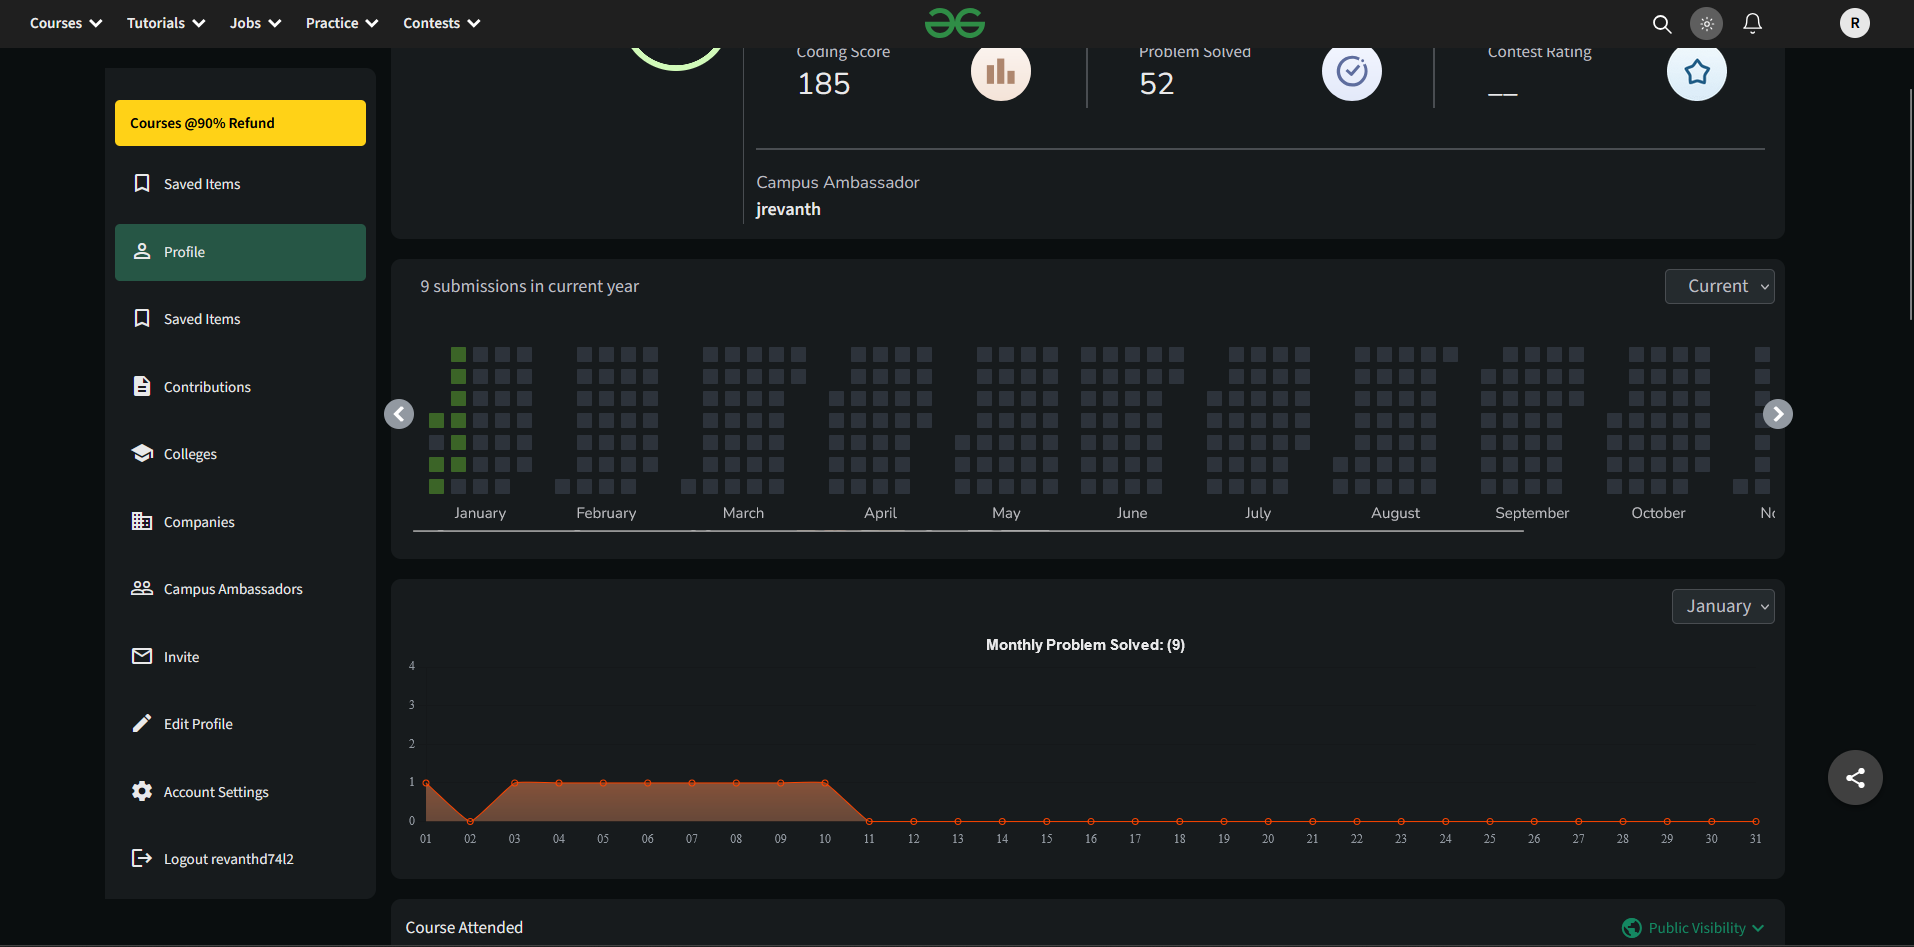 Courses Tutorials Jobs Practice Contests R
Courses @90% Refund
Saved Items
Profile
Saved Items
Contributions
Colleges
Companies
Campus Ambassadors
Invite
Edit Profile
Account Settings
Logout revanthd74l2
Coding Score
185
Problem Solved
52
Contest Rating
__
Campus Ambassador
jrevanth
9 submissions in current year
Current
January February March April May June July August September October No
January
Monthly Problem Solved: (9)
4
3
2
1
0
01 02 03 04 05 06 07 08 09 10 11 12 13 14 15 16 17 18 19 20 21 22 23 24 25 26 27 28 29 30 31
Course Attended
Public Visibility